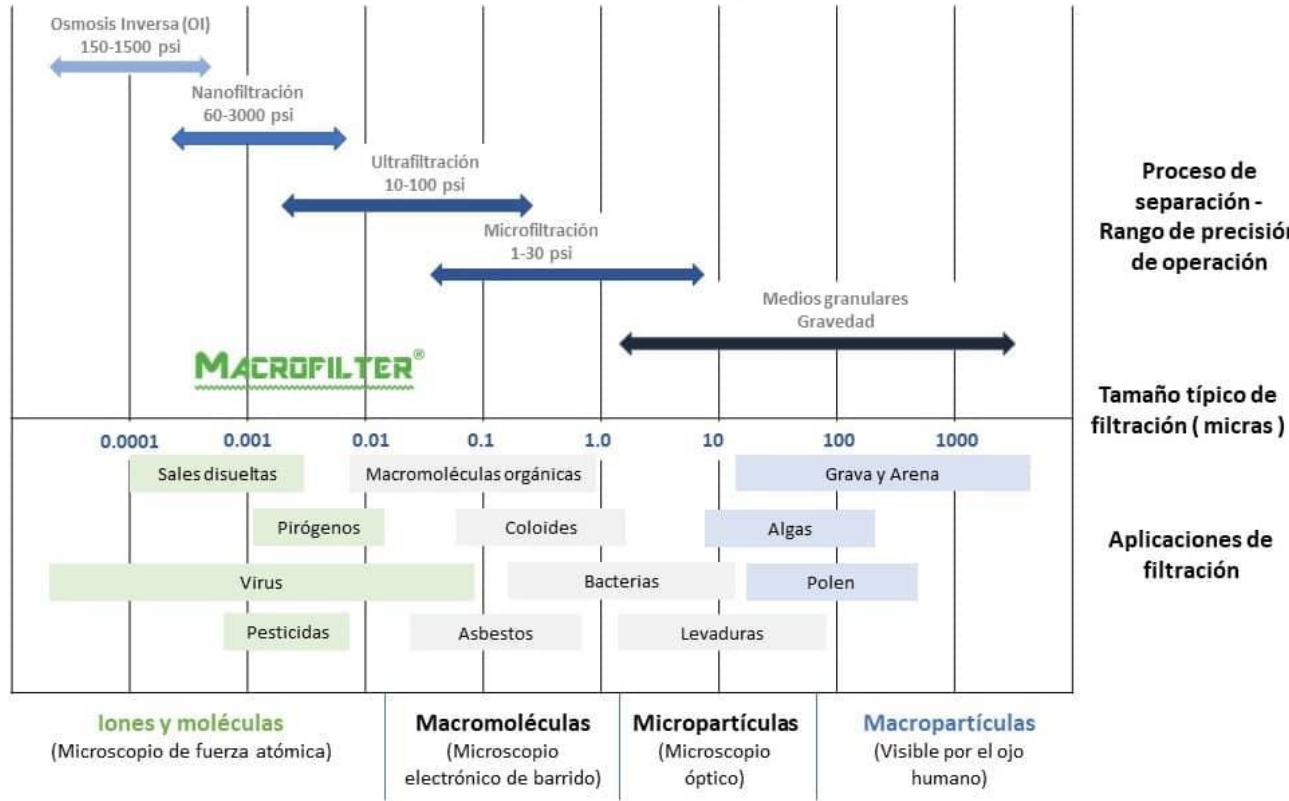 Osmosis Inversa (OI)
150-1500 psi
Nanofiltración
60-3000 psi
Ultrafiltración
10-100 psi
Microfiltración
1-30 psi
Medios granulares
Gravedad
Proceso de
separación -
Rango de precisión
de operación
MACROFILTER®
Tamaño típico de
filtración ( micras )
0.0001 0.001 0.01 0.1 1.0 10 100 1000
Sales disueltas Macromoléculas orgánicas Grava y Arena
Pirógenos Coloides Algas
Virus Bacterias Polen
Pesticidas Asbestos Levaduras
Aplicaciones de
filtración
Iones y moléculas
(Microscopio de fuerza atómica)
Macromoléculas
(Microscopio
electrónico de barrido)
Micropartículas
(Microscopio
óptico)
Macropartículas
(Visible por el ojo
humano)